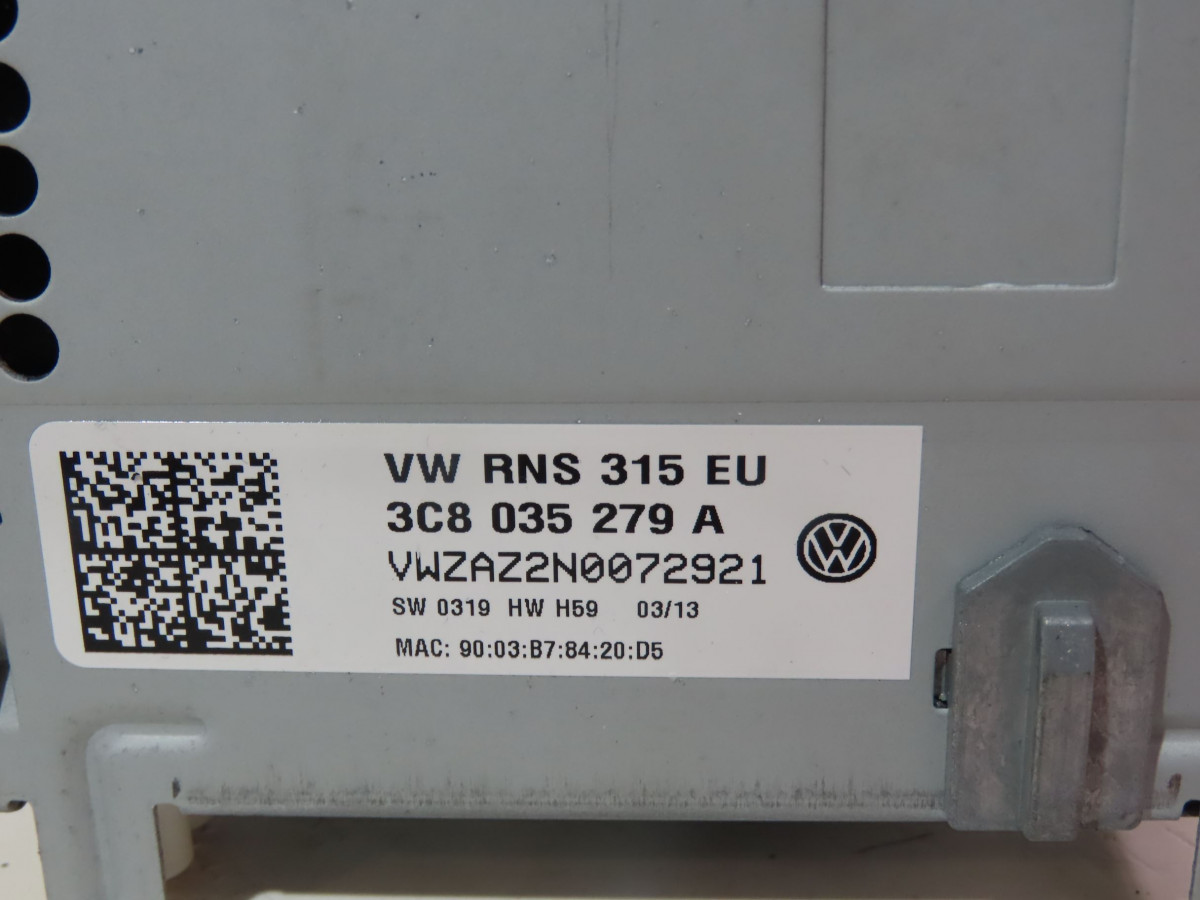 VW RNS 315 EU
3C8 035 279 A
VWZAZ2N0072921
SW 0319 HW H59 03/13
MAC: 90:03:B7:84:20:D5